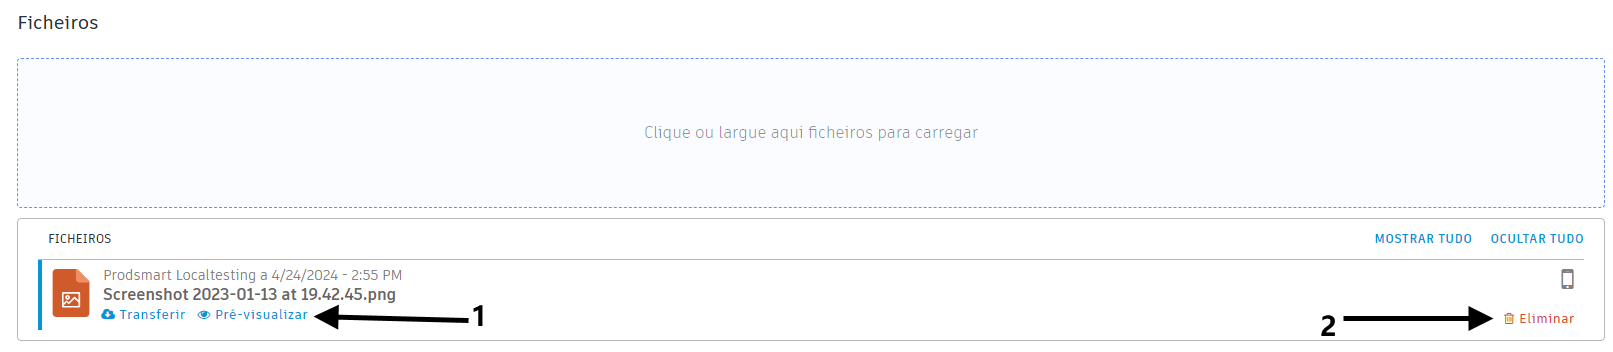 Ficheiros
Clique ou largue aqui ficheiros para carregar
FICHEIROS
MOSTRAR TUDO
OCULTAR TUDO
Prodsmart Localtesting a 4/24/2024 - 2:55 PM
Screenshot 2023-01-13 at 19.42.45.png
Transferir
Pré-visualizar
1
2
Eliminar